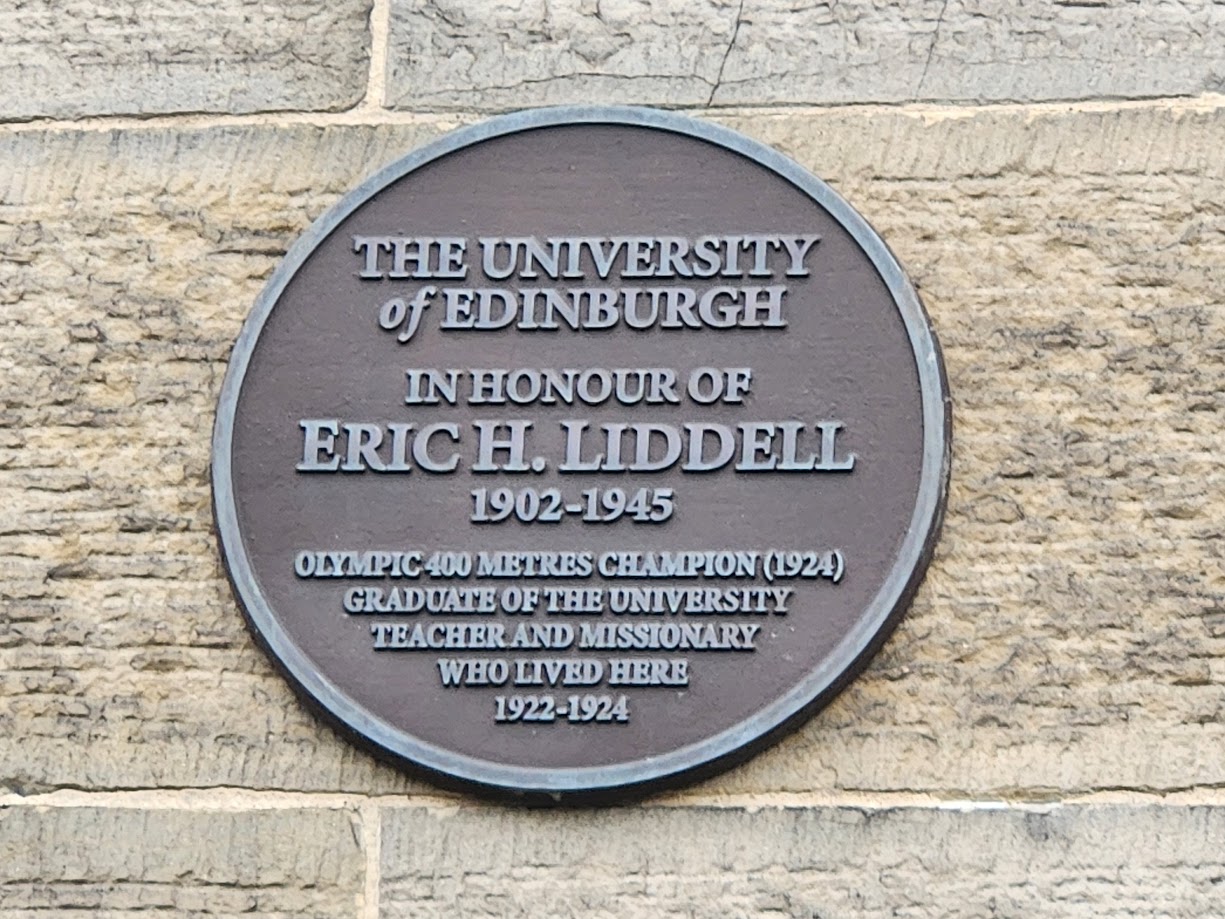 THE UNIVERSITY
of EDINBURGH
IN HONOUR OF
ERIC H. LIDDELL
1902-1945
OLYMPIC 400 METRES CHAMPION (1924)
GRADUATE OF THE UNIVERSITY
TEACHER AND MISSIONARY
WHO LIVED HERE
1922-1924